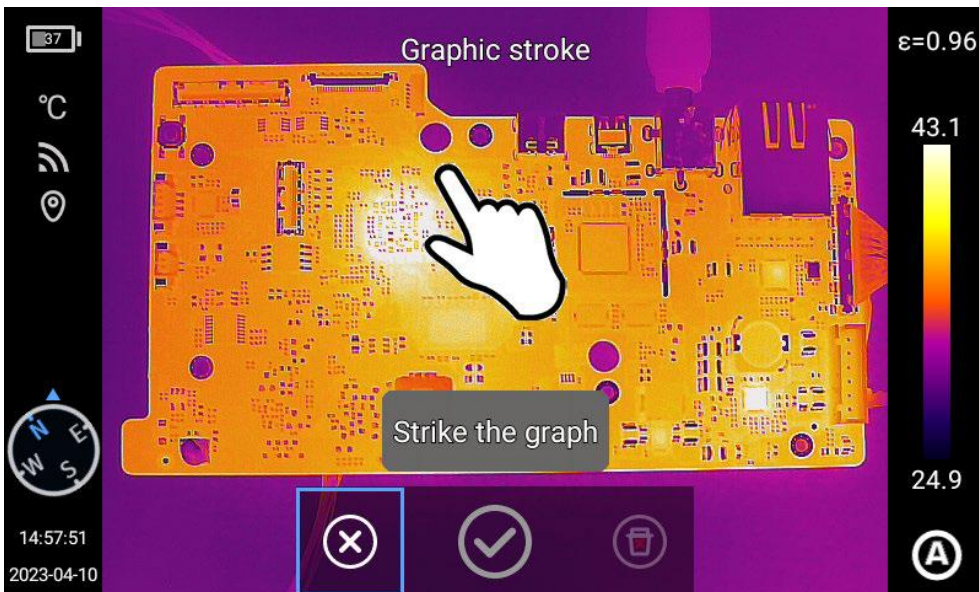 37
Graphic stroke
ε=0.96
°C
43.1
Strike the graph
N
E
W
S
24.9
14:57:51
2023-04-10
A